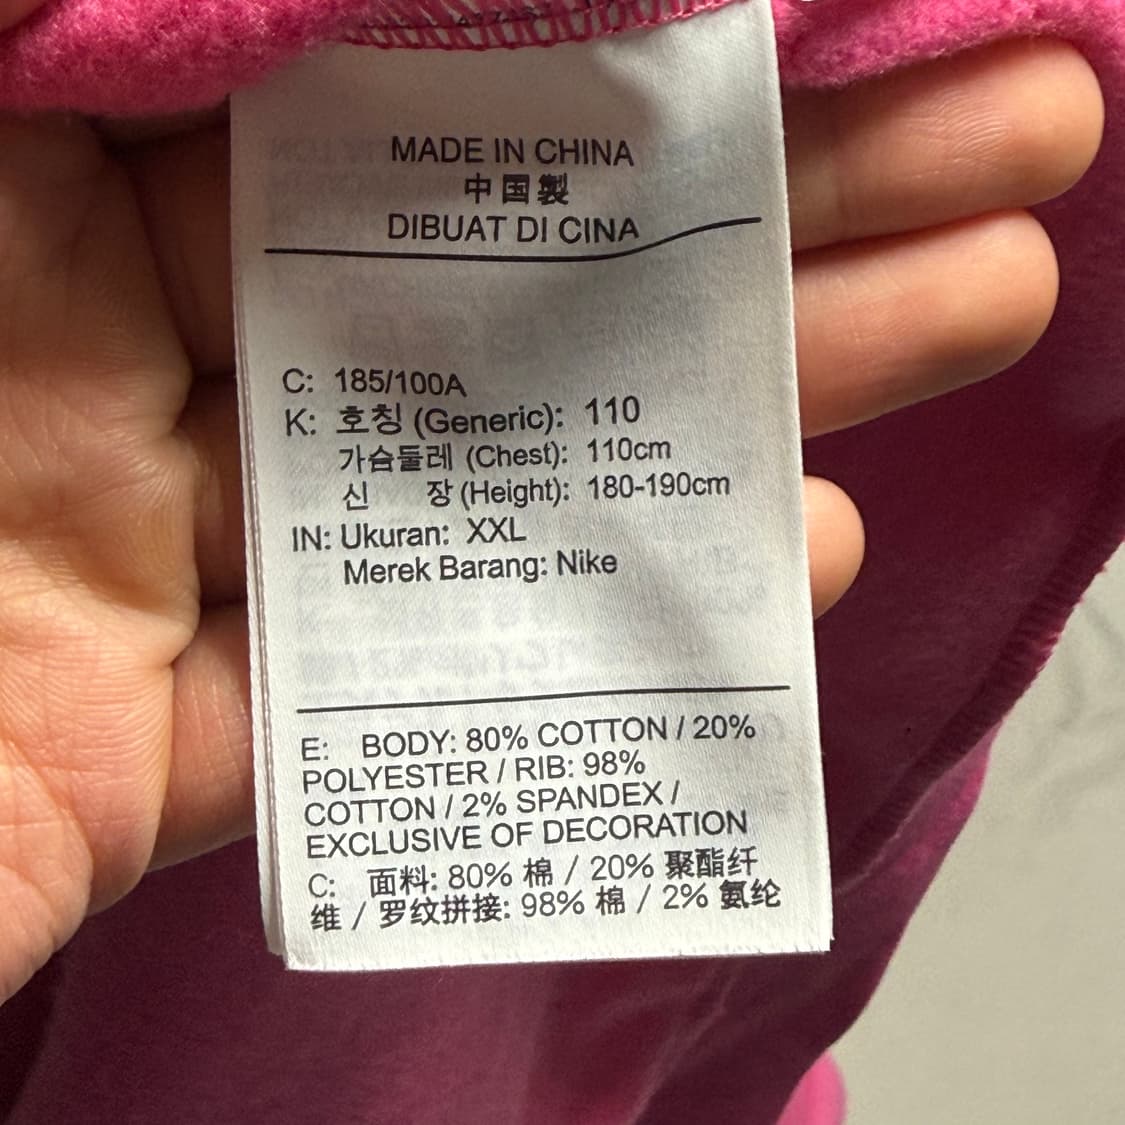 MADE IN CHINA
中国製
DIBUAT DI CINA
C: 185/100A
K: 호칭 (Generic): 110
가슴둘레 (Chest): 110cm
신 장 (Height): 180-190cm
IN: Ukuran: XXL
Merek Barang: Nike
E: BODY: 80% COTTON / 20%
POLYESTER / RIB: 98%
COTTON / 2% SPANDEX /
EXCLUSIVE OF DECORATION
C: 面料: 80% 棉 / 20% 聚酯纤
维 / 罗纹拼接: 98% 棉 / 2% 氨纶